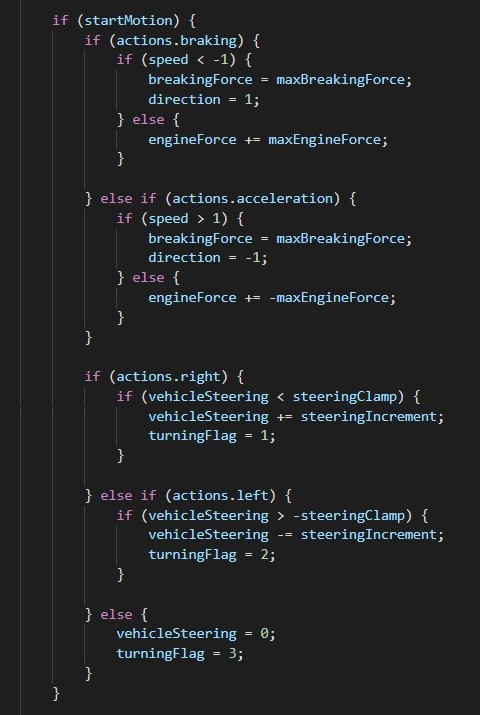 if (startMotion) {
if (actions.braking) {
if (speed < -1) {
breakingForce = maxBreakingForce;
direction = 1;
} else {
engineForce += maxEngineForce;
}
} else if (actions.acceleration) {
if (speed > 1) {
breakingForce = maxBreakingForce;
direction = -1;
} else {
engineForce += -maxEngineForce;
}
}
if (actions.right) {
if (vehicleSteering < steeringClamp) {
vehicleSteering += steeringIncrement;
turningFlag = 1;
}
} else if (actions.left) {
if (vehicleSteering > -steeringClamp) {
vehicleSteering -= steeringIncrement;
turningFlag = 2;
}
} else {
vehicleSteering = 0;
turningFlag = 3;
}
}